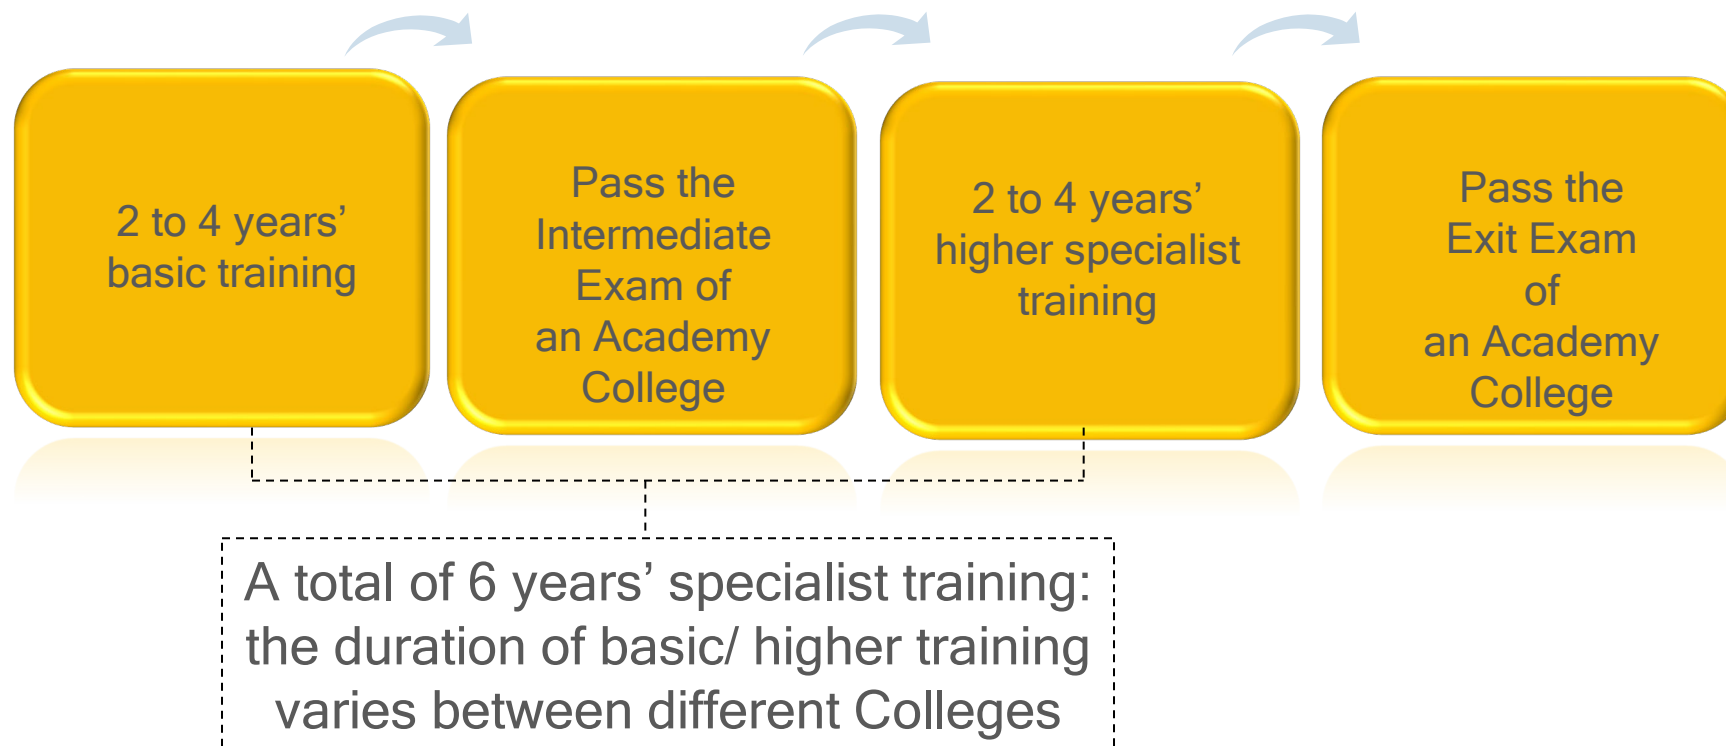 2 to 4 years’
basic training
Pass the
Intermediate
Exam of
an Academy
College
2 to 4 years’
higher specialist
training
Pass the
Exit Exam
of
an Academy
College
A total of 6 years’ specialist training:
the duration of basic/ higher training
varies between different Colleges